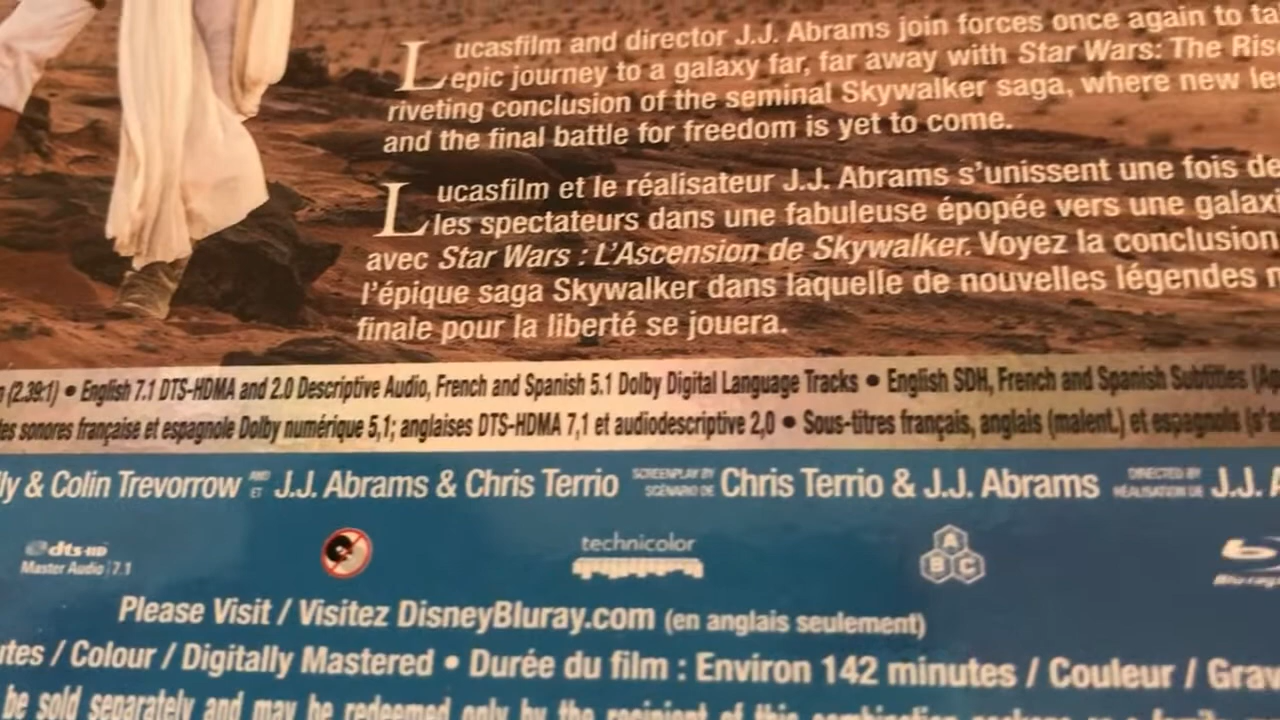 Lucasfilm and director J.J. Abrams join forces once again to
epic journey to a galaxy far, far away with Star Wars: The
riveting conclusion of the seminal Skywalker saga, where new
and the final battle for freedom is yet to come.
Lucasfilm et le réalisateur J.J. Abrams s'unissent une fois de
les spectateurs dans une fabuleuse épopée vers une
avec Star Wars : L'Ascension de Skywalker. Voyez la conclusion
l'épique saga Skywalker dans laquelle de nouvelles légendes
finale pour la liberté se jouera.
(2.39:1) • English 7.1 DTS-HDMA and 2.0 Descriptive Audio, French and Spanish 5.1 Dolby Digital Language Tracks • English SDH, French and Spanish Subtitles
sonores française et espagnole Dolby numérique 5,1; anglaises DTS-HDMA 7,1 et audiodescriptive 2,0 • Sous-titres français, anglais (malent.) et espagnols
& Colin Trevorrow AND ET J.J. Abrams & Chris Terrio SCREENPLAY BY SCÉNARIO DE Chris Terrio & J.J. Abrams DIRECTED BY RÉALISATION DE J.J.
dts-HD Master Audio | 7.1
technicolor
A B C
Please Visit / Visitez DisneyBluray.com (en anglais seulement)
/ Colour / Digitally Mastered • Durée du film : Environ 142 minutes / Couleur /
be sold separately and may be redeemed only by the recipient of this combination